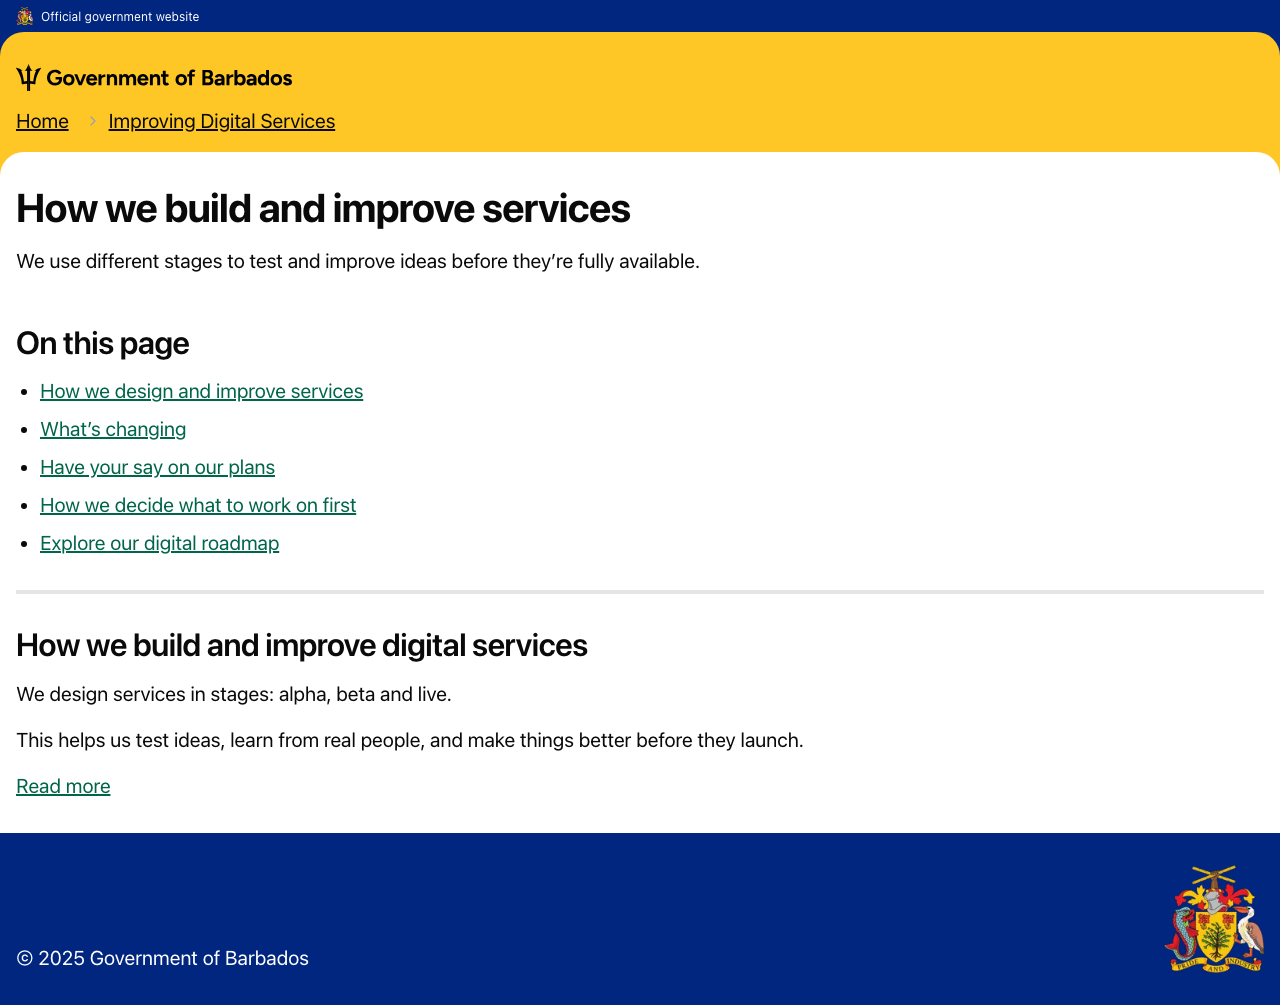 Official government website
Government of Barbados
Home > Improving Digital Services
How we build and improve services
We use different stages to test and improve ideas before they’re fully available.
On this page
• How we design and improve services
• What’s changing
• Have your say on our plans
• How we decide what to work on first
• Explore our digital roadmap
How we build and improve digital services
We design services in stages: alpha, beta and live.
This helps us test ideas, learn from real people, and make things better before they launch.
Read more
PRIDE AND INDUSTRY
© 2025 Government of Barbados